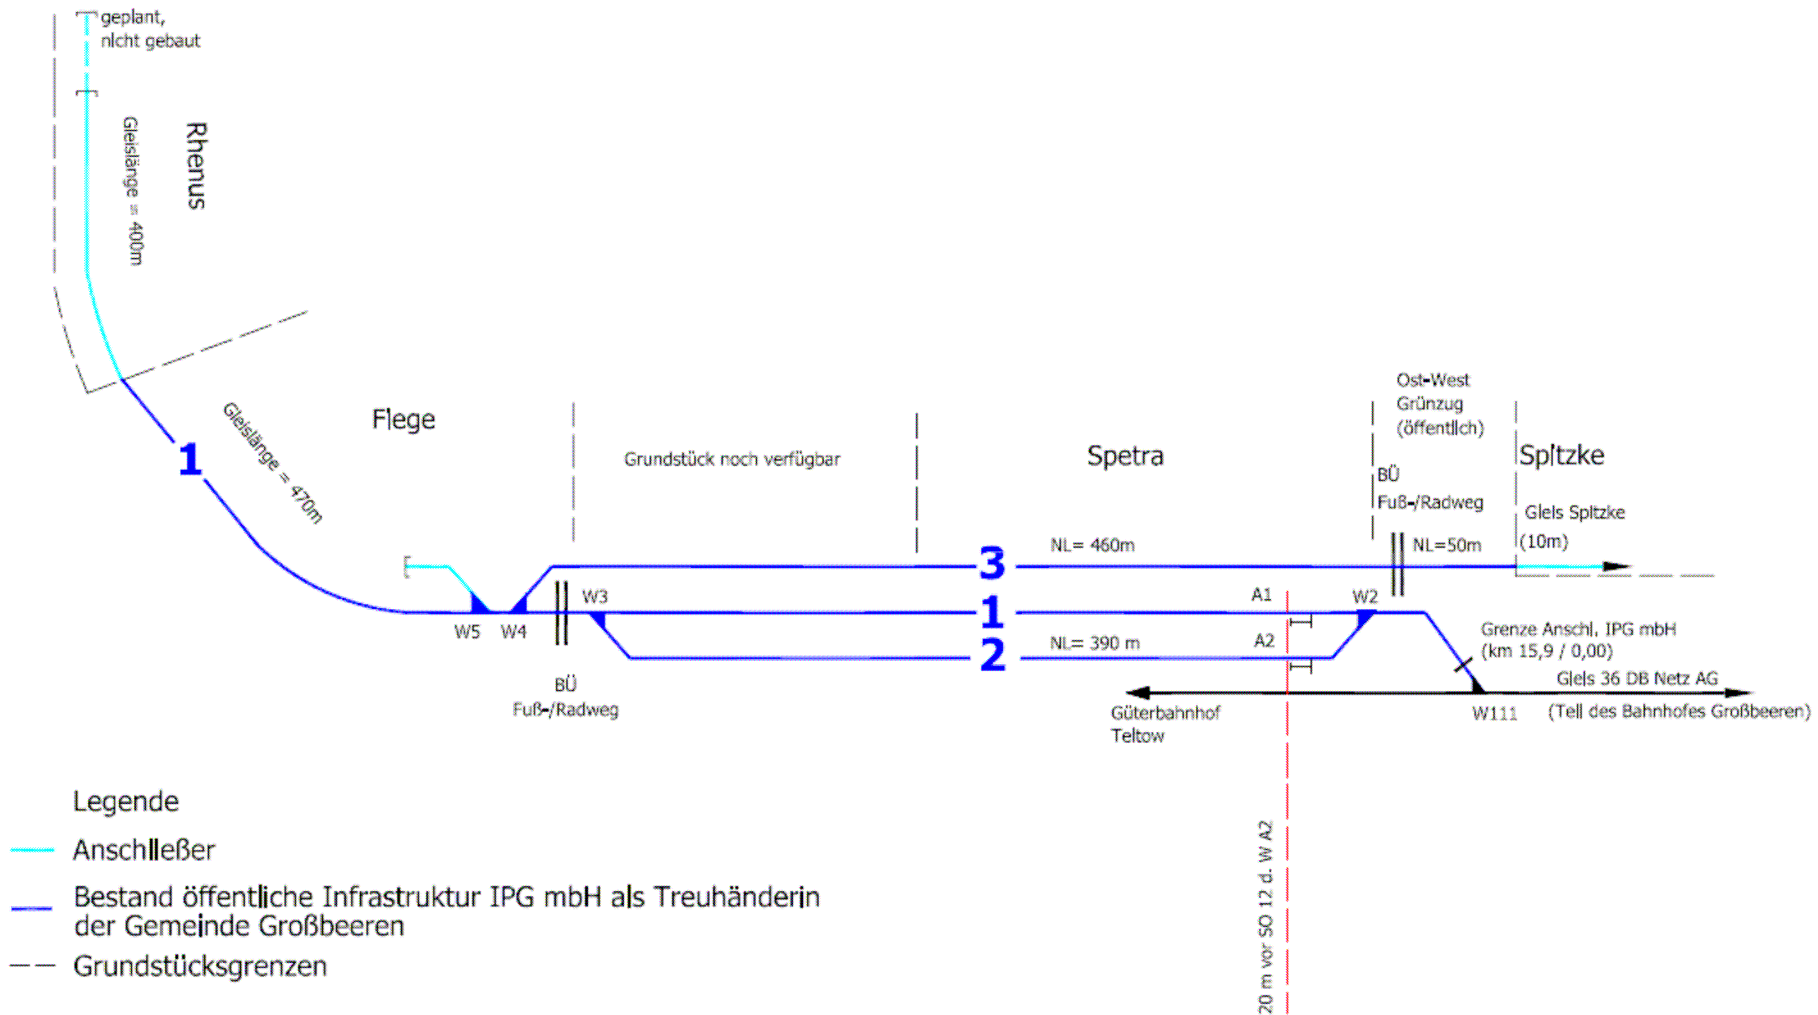 geplant,
nicht gebaut
Rhenus
Gleislänge = 400m
Gleislänge = 470m
Fiege
Grundstück noch verfügbar
Spetra
Ost-West
Grünzug
(öffentlich)
Spitzke
BÜ
Fuß-/Radweg
Gleis Spitzke
(10m)
1
NL= 460m
3
NL=50m
W5
W4
W3
1
A1
W2
2
NL= 390 m
A2
Grenze Anschl. IPG mbH
(km 15,9 / 0,00)
BÜ
Fuß-/Radweg
Gleis 36 DB Netz AG
Güterbahnhof
Teltow
W111
(Teil des Bahnhofes Großbeeren)
20 m vor SO 12 d. W A2
Legende
Anschließer
Bestand öffentliche Infrastruktur IPG mbH als Treuhänderin
der Gemeinde Großbeeren
Grundstücksgrenzen